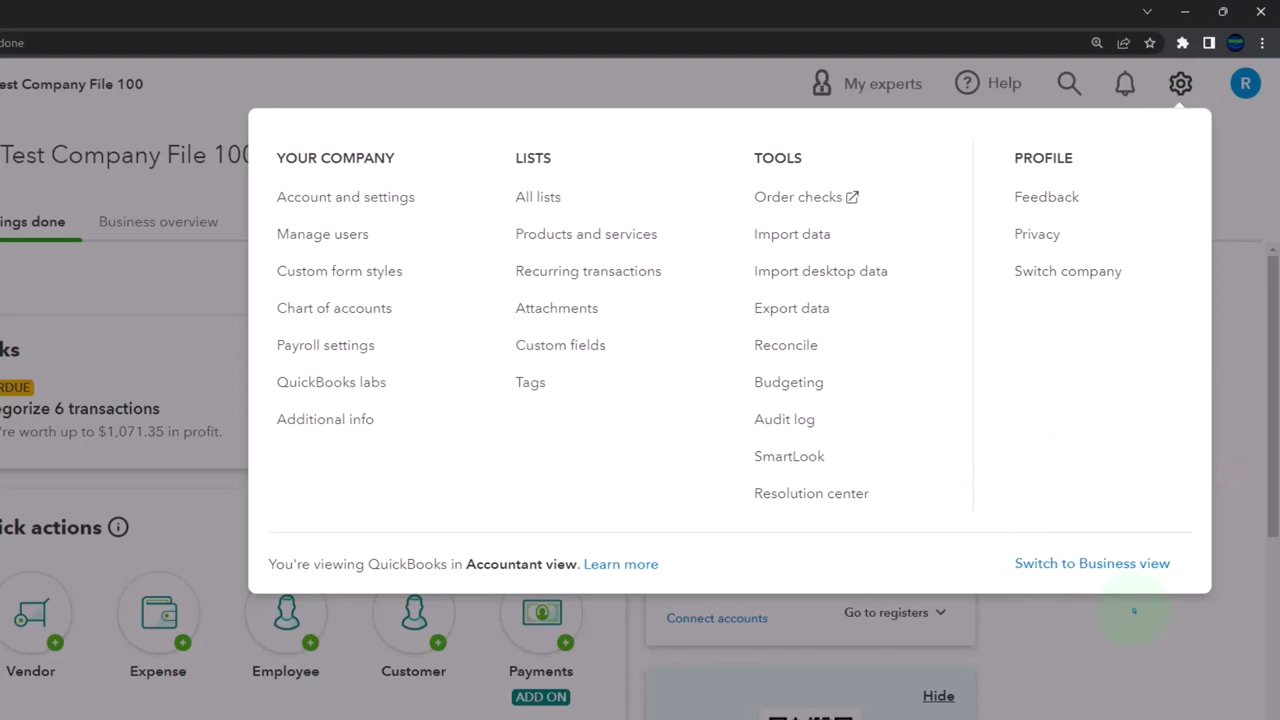 done
est Company File 100
My experts
Help
R
Test Company File 100
ings done
Business overview
YOUR COMPANY
Account and settings
Manage users
Custom form styles
Chart of accounts
Payroll settings
QuickBooks labs
Additional info
LISTS
All lists
Products and services
Recurring transactions
Attachments
Custom fields
Tags
TOOLS
Order checks
Import data
Import desktop data
Export data
Reconcile
Budgeting
Audit log
SmartLook
Resolution center
PROFILE
Feedback
Privacy
Switch company
You're viewing QuickBooks in Accountant view. Learn more
Switch to Business view
ks
RDUE
egorize 6 transactions
're worth up to $1,071.35 in profit.
ick actions
Vendor
Expense
Employee
Customer
Payments
ADD ON
Connect accounts
Go to registers
Hide